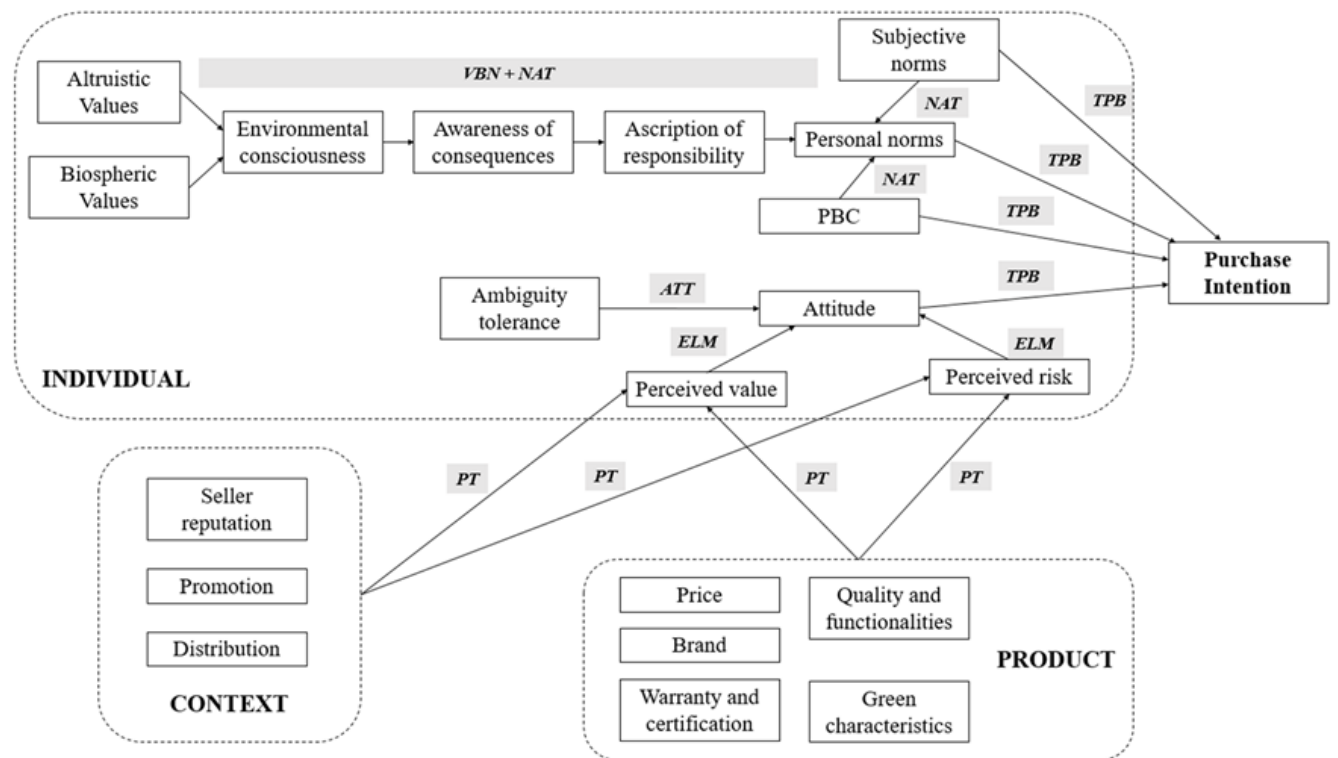 Subjective
norms
VBN + NAT
Altruistic
Values
NAT
TPB
Environmental
consciousness
Awareness of
consequences
Ascription of
responsibility
Personal norms
TPB
Biospheric
Values
NAT
PBC
TPB
Purchase
Intention
Ambiguity
tolerance
ATT
Attitude
TPB
ELM
ELM
INDIVIDUAL
Perceived value
Perceived risk
PT
PT
PT
PT
Seller
reputation
Promotion
Distribution
CONTEXT
Price
Quality and
functionalities
Brand
PRODUCT
Warranty and
certification
Green
characteristics